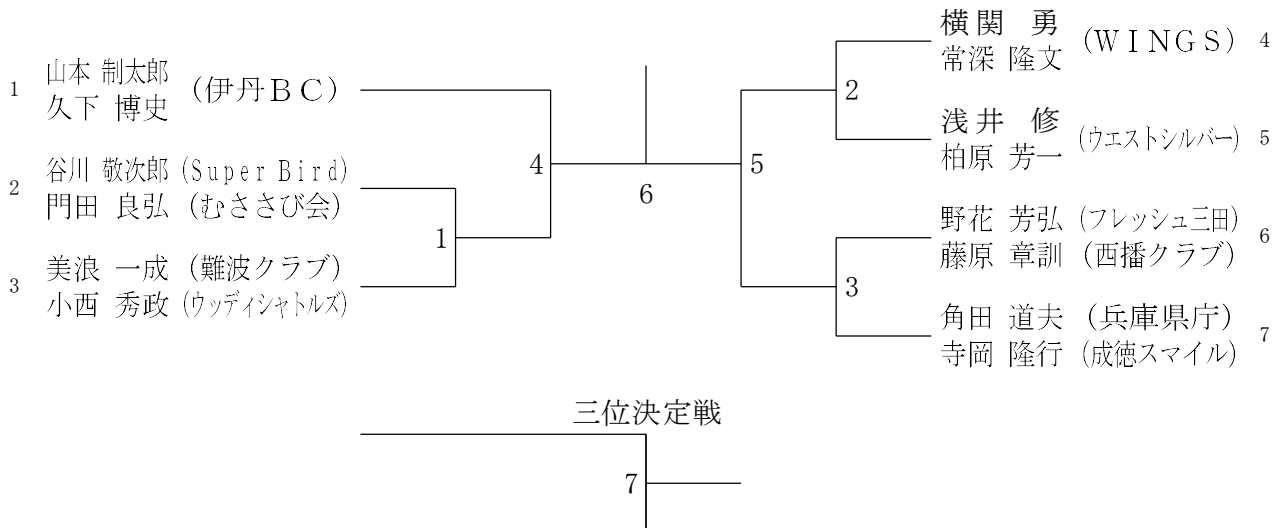 1
山本 制太郎
久下 博史
(伊丹ＢＣ)
2
谷川 敬次郎 (Super Bird)
門田 良弘 (むささび会)
3
美浪 一成 (難波クラブ)
小西 秀政 (ウッディシャトルズ)
1
4
6
5
2
3
横関 勇
常深 隆文
(ＷＩＮＧＳ)
4
浅井 修
柏原 芳一
(ウエストシルバー)
5
野花 芳弘 (フレッシュ三田)
藤原 章訓 (西播クラブ)
6
角田 道夫 (兵庫県庁)
寺岡 隆行 (成徳スマイル)
7
三位決定戦
7